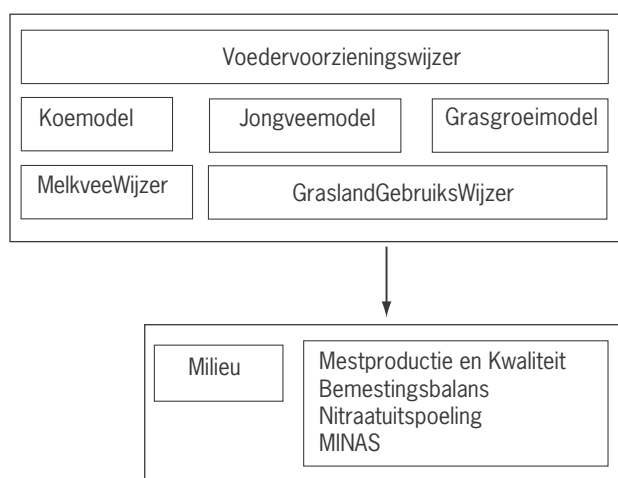 Voedervoorzieningswijzer
Koemodel
Jongveemodel
Grasgroeimodel
MelkveeWijzer
GraslandGebruiksWijzer
Milieu
Mestproductie en Kwaliteit
Bemestingsbalans
Nitraatuitspoeling
MINAS